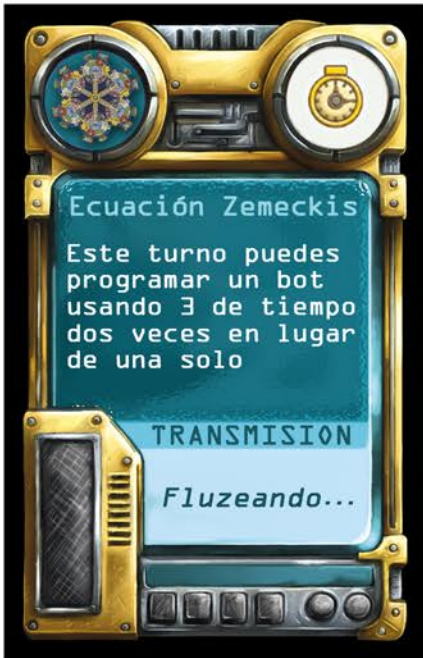 Ecuación Zemeckis
Este turno puedes
programar un bot
usando 3 de tiempo
dos veces en lugar
de una solo
TRANSMISION
Fluzeando...